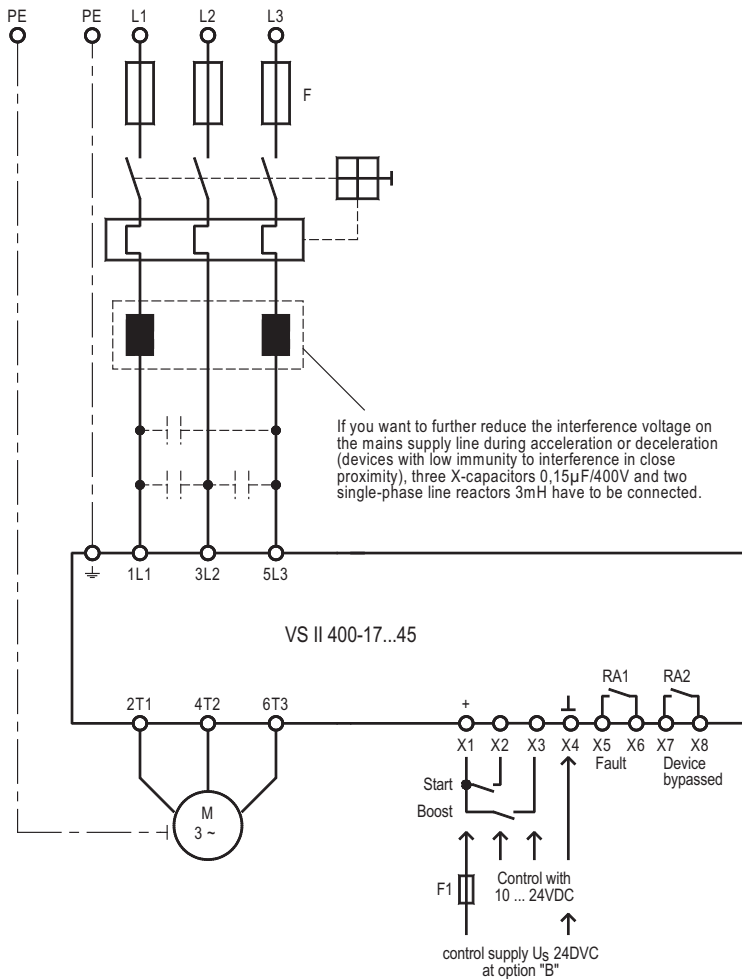 PE PE L1 L2 L3
F
If you want to further reduce the interference voltage on
the mains supply line during acceleration or deceleration
(devices with low immunity to interference in close
proximity), three X-capacitors 0,15µF/400V and two
single-phase line reactors 3mH have to be connected.
1L1 3L2 5L3
VS II 400-17...45
2T1 4T2 6T3
RA1 RA2
+
X1 X2 X3 X4 X5 X6 X7 X8
Fault Device
bypassed
Start
Boost
M
3 ~
F1
Control with
10 ... 24VDC
control supply US 24DVC
at option "B"